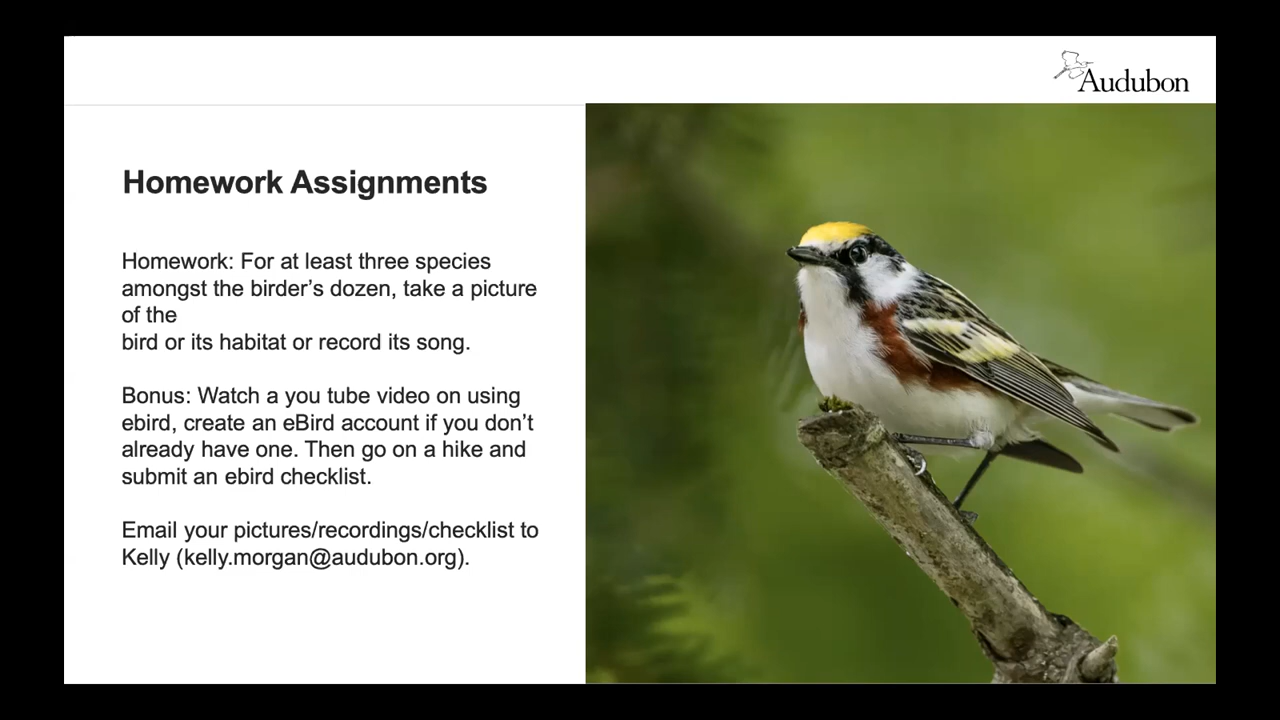 Audubon
Homework Assignments
Homework: For at least three species
amongst the birder’s dozen, take a picture
of the
bird or its habitat or record its song.
Bonus: Watch a you tube video on using
ebird, create an eBird account if you don’t
already have one. Then go on a hike and
submit an ebird checklist.
Email your pictures/recordings/checklist to
Kelly (kelly.morgan@audubon.org).